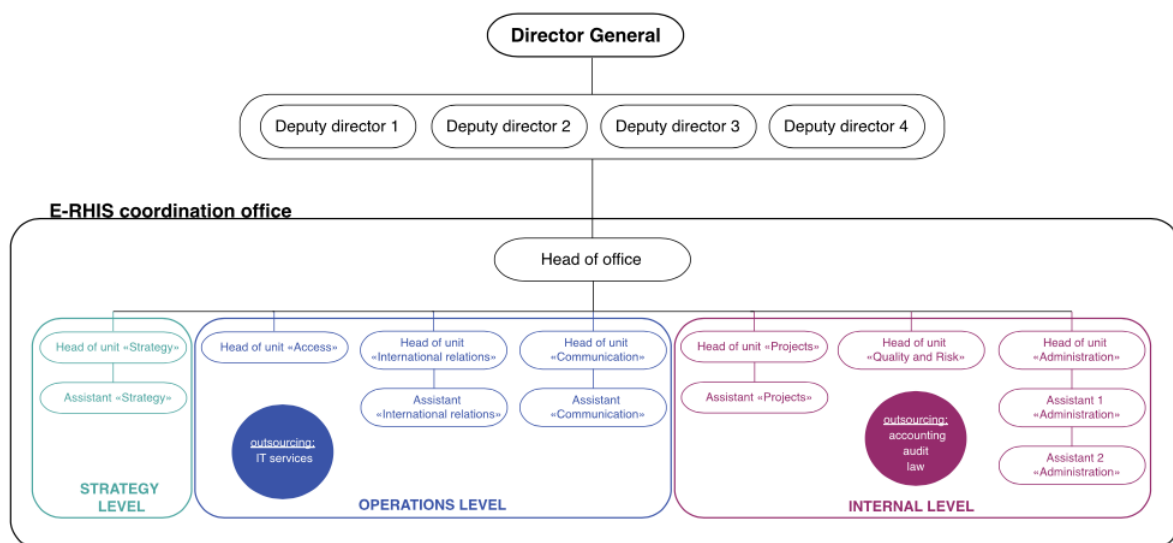 Director General
Deputy director 1
Deputy director 2
Deputy director 3
Deputy director 4
E-RHIS coordination office
Head of office
Head of unit «Strategy»
Assistant «Strategy»
STRATEGY
LEVEL
Head of unit «Access»
Head of unit
«International relations»
Head of unit
«Communication»
Assistant
«International relations»
Assistant
«Communication»
outsourcing:
IT services
OPERATIONS LEVEL
Head of unit «Projects»
Head of unit
«Quality and Risk»
Head of unit
«Administration»
Assistant «Projects»
Assistant 1
«Administration»
outsourcing:
accounting
audit
law
Assistant 2
«Administration»
INTERNAL LEVEL